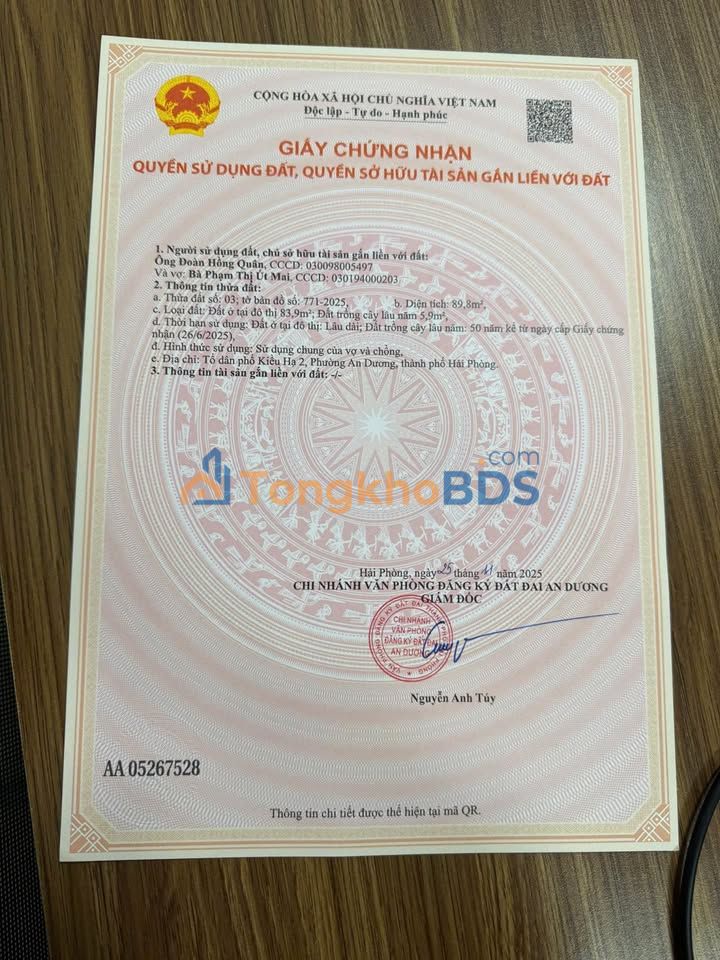 CỘNG HÒA XÃ HỘI CHỦ NGHĨA VIỆT NAM
Độc lập - Tự do - Hạnh phúc
GIẤY CHỨNG NHẬN
QUYỀN SỬ DỤNG ĐẤT, QUYỀN SỞ HỮU TÀI SẢN GẮN LIỀN VỚI ĐẤT
1. Người sử dụng đất, chủ sở hữu tài sản gắn liền với đất:
Ông Đoàn Hồng Quân, CCCD: 030098005497
Và vợ: Bà Phạm Thị Út Mai, CCCD: 030194000203
2. Thông tin thửa đất:
a. Thửa đất số: 03; tờ bản đồ số: 771-2025, b. Diện tích: 89,8m²,
c. Loại đất: Đất ở tại đô thị 83,9m²; Đất trồng cây lâu năm 5,9m²,
d. Thời hạn sử dụng: Đất ở tại đô thị: Lâu dài; Đất trồng cây lâu năm: 50 năm kể từ ngày cấp Giấy chứng
nhận (26/6/2025),
đ. Hình thức sử dụng: Sử dụng chung của vợ và chồng,
e. Địa chỉ: Tổ dân phố Kiều Hạ 2, Phường An Dương, thành phố Hải Phòng.
3. Thông tin tài sản gắn liền với đất: -/-
TongkhoBDS.com
Hải Phòng, ngày 25 tháng 11 năm 2025
CHI NHÁNH VĂN PHÒNG ĐĂNG KÝ ĐẤT ĐAI AN DƯƠNG
GIÁM ĐỐC
CHI NHÁNH
VĂN PHÒNG
ĐĂNG KÝ ĐẤT ĐAI
AN DƯƠNG
Nguyễn Anh Túy
AA 05267528
Thông tin chi tiết được thể hiện tại mã QR.